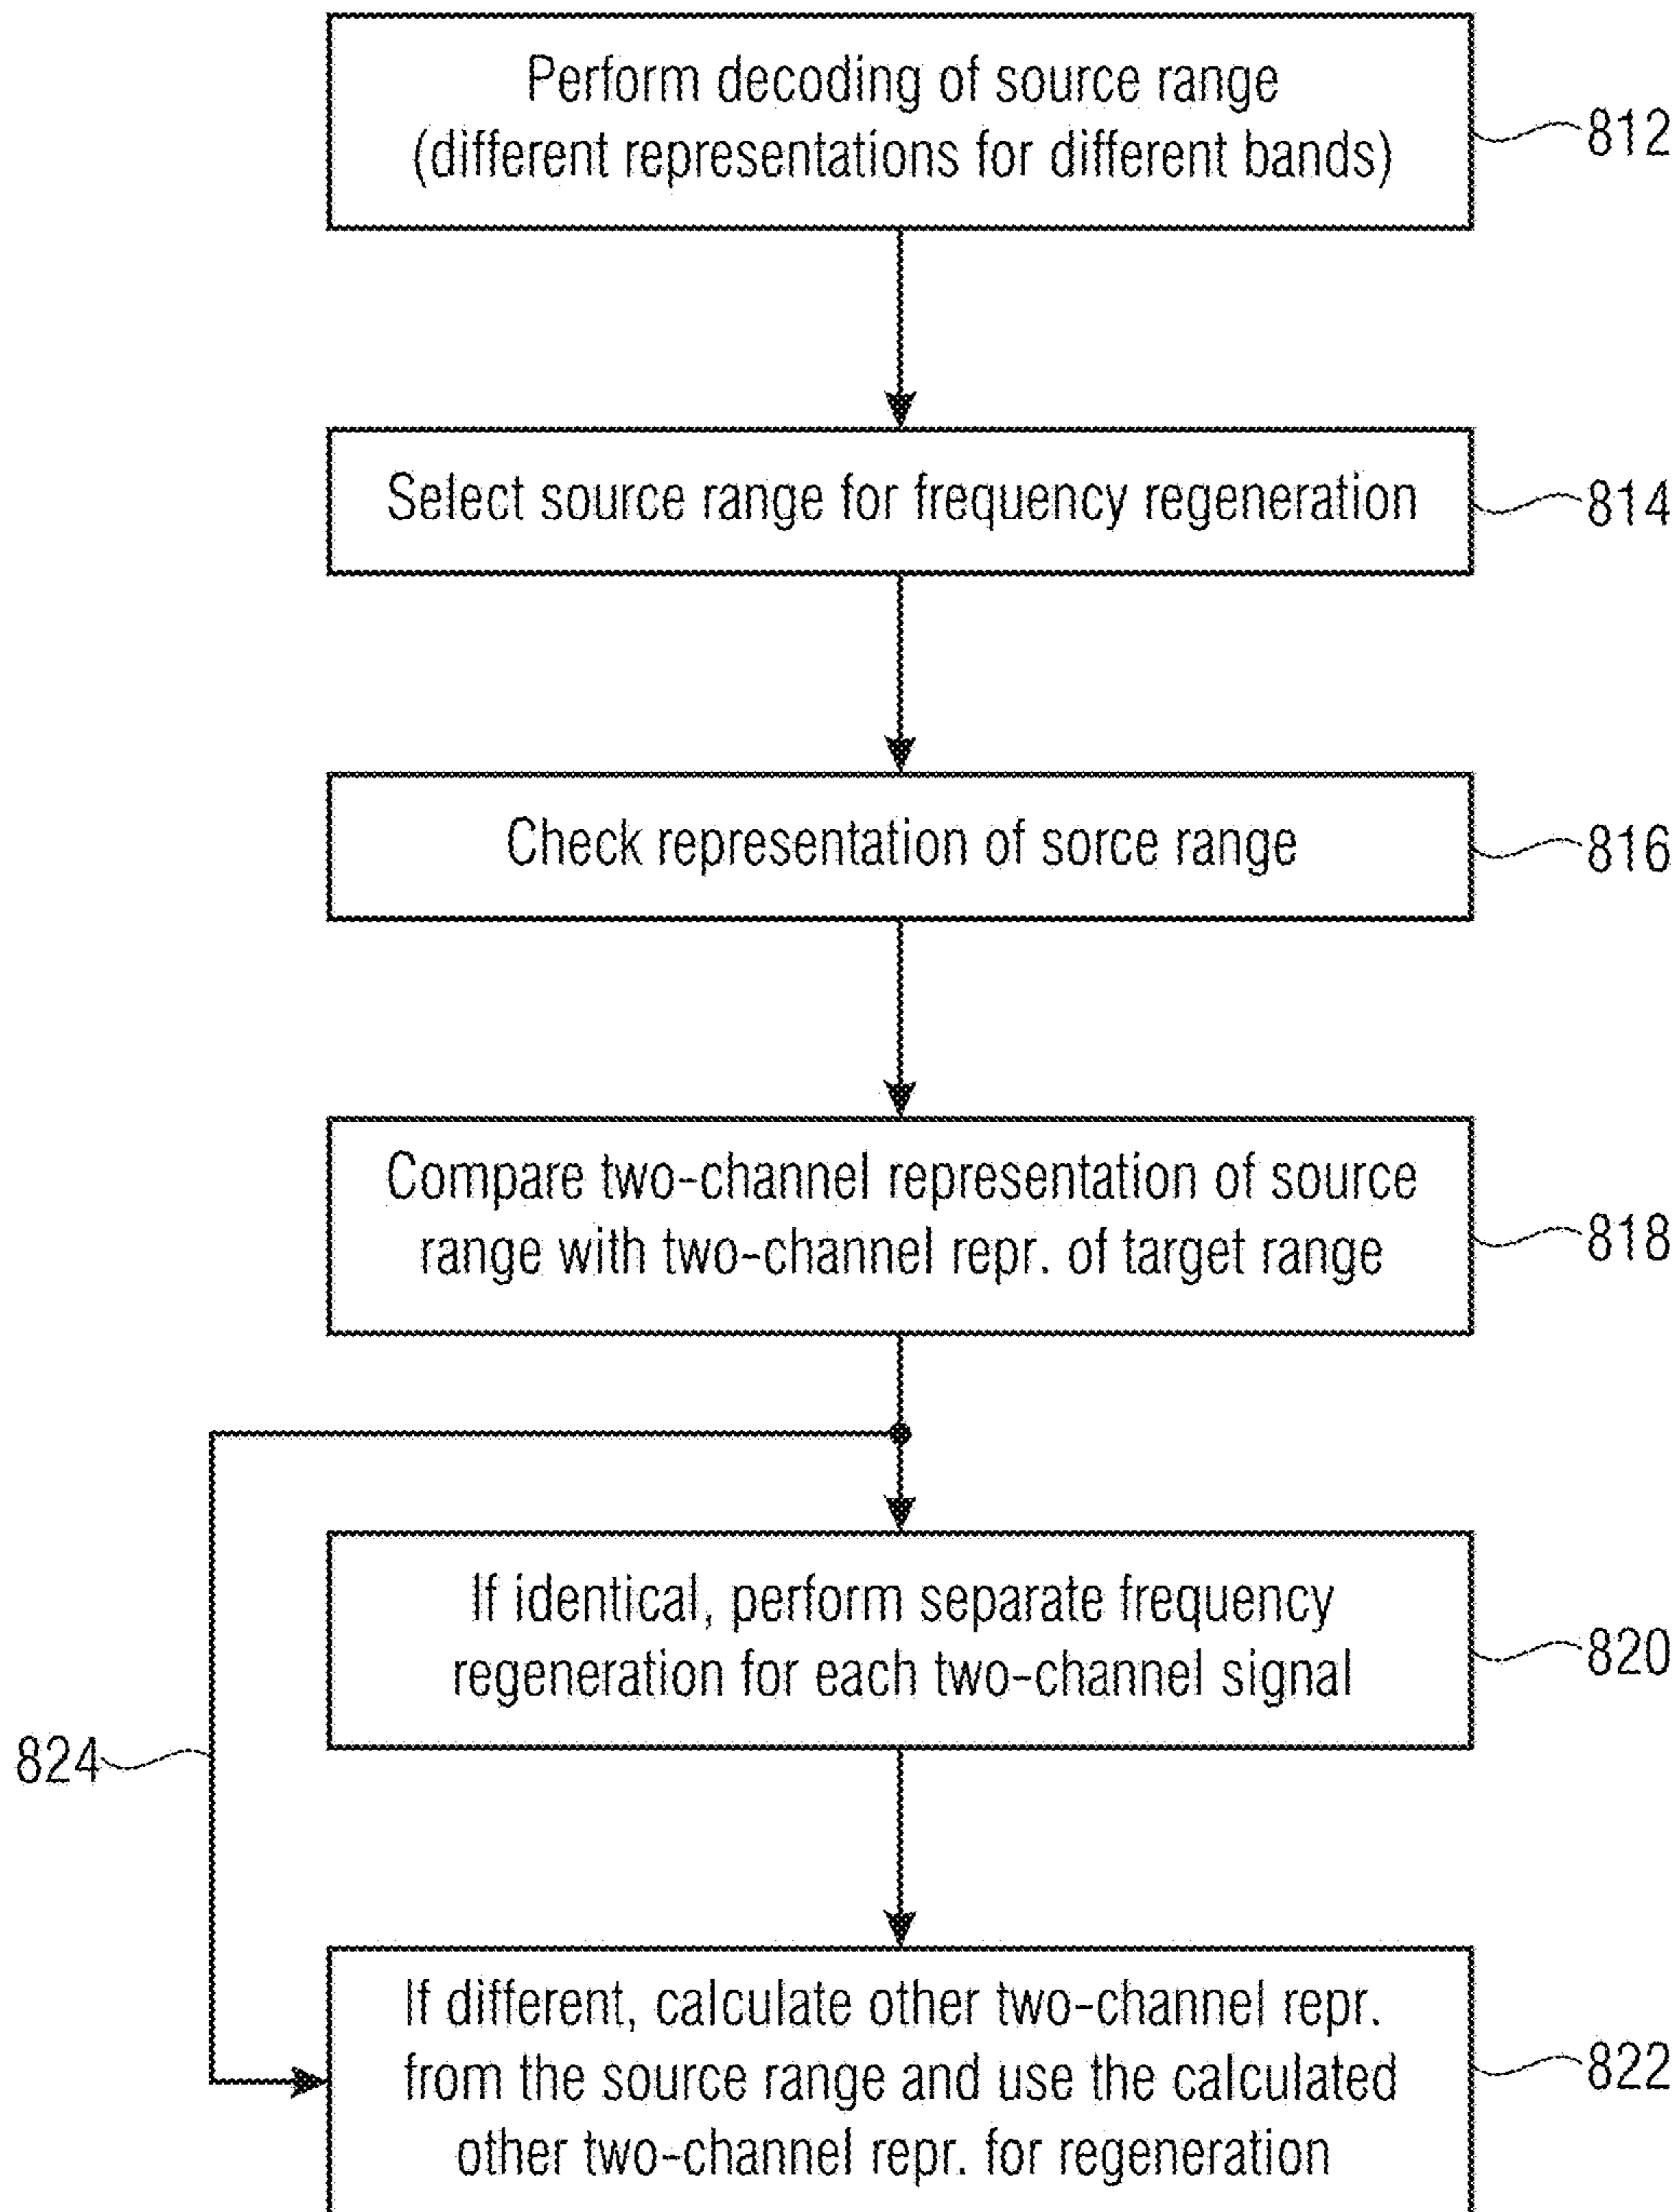 Perform decoding of source range
(different representations for different bands)
812
Select source range for frequency regeneration
814
Check representation of sorce range
816
Compare two-channel representation of source
range with two-channel repr. of target range
818
If identical, perform separate frequency
regeneration for each two-channel signal
820
824
If different, calculate other two-channel repr.
from the source range and use the calculated
other two-channel repr. for regeneration
822